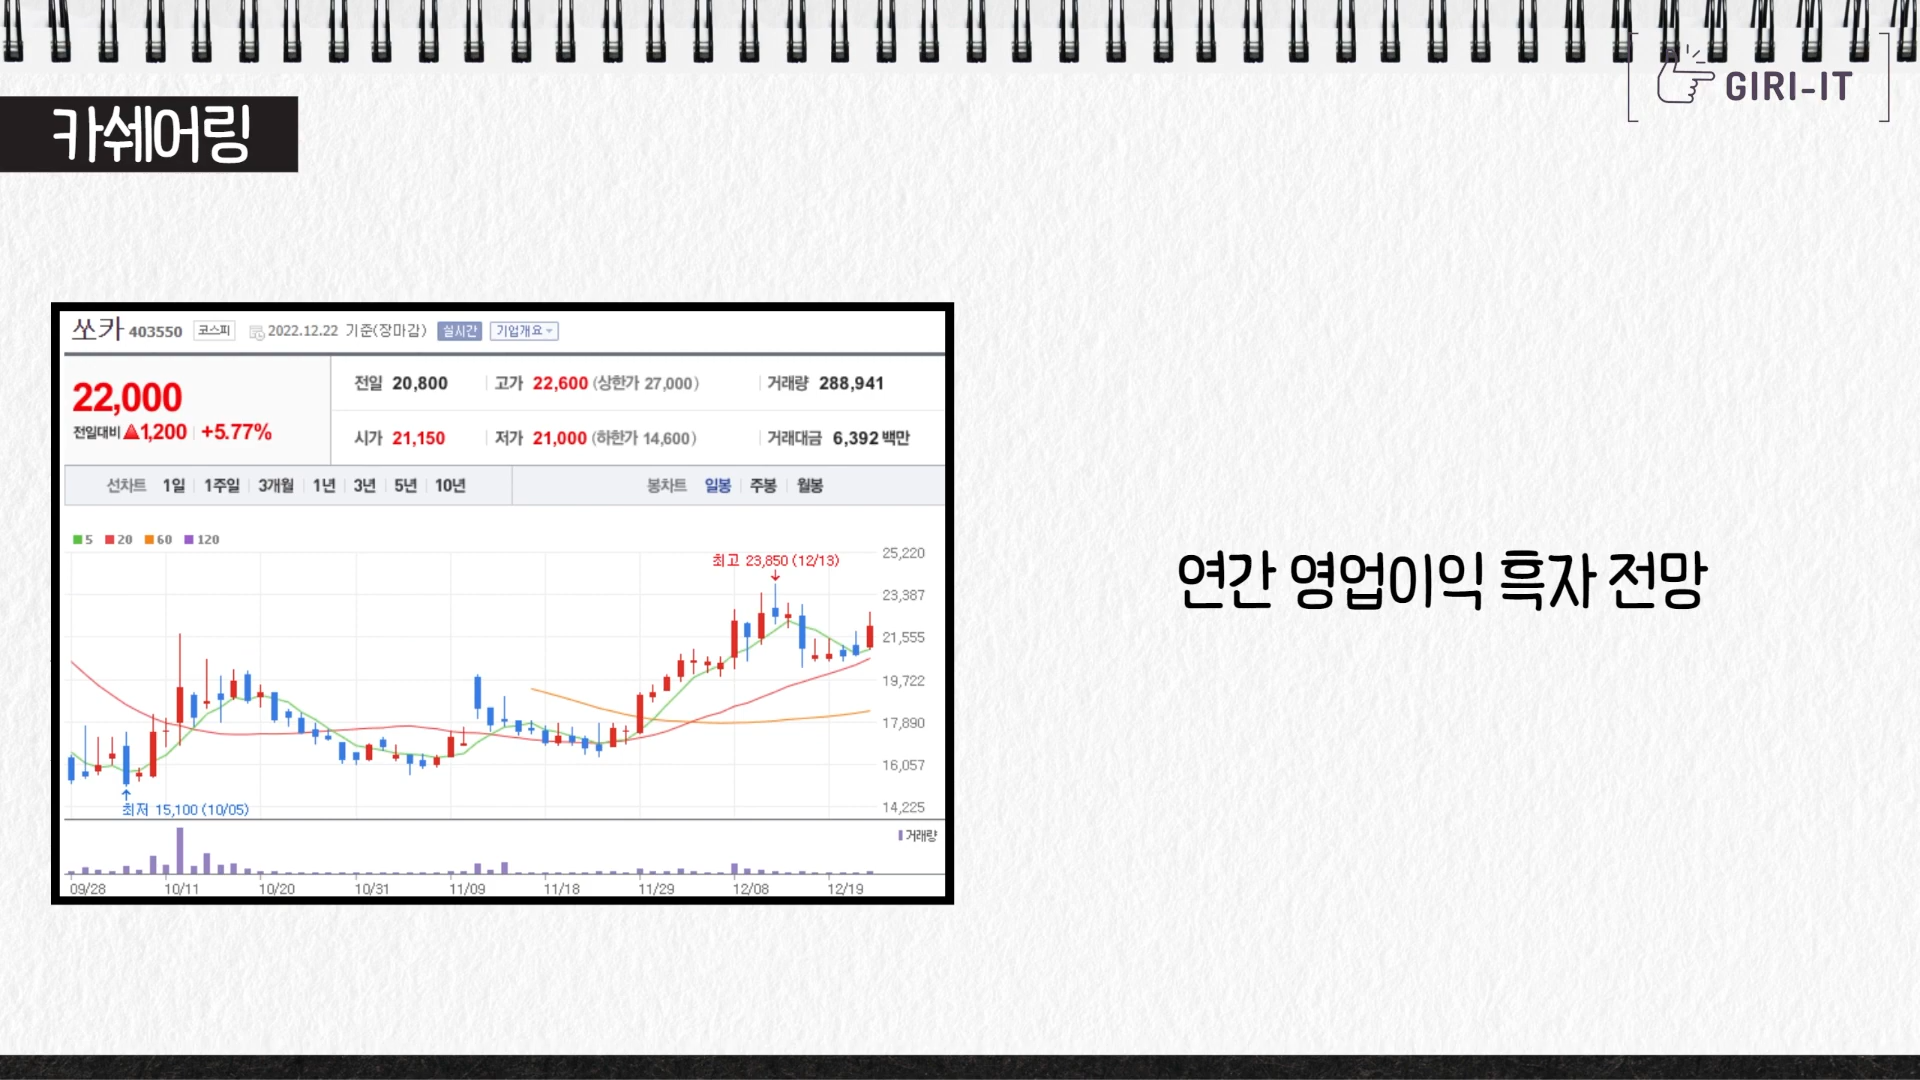 GIRI-IT
카쉐어링
쏘카 403550 코스피 2022.12.22 기준(장마감) 실시간 기업개요
22,000
전일대비 ▲1,200 +5.77%
전일 20,800 고가 22,600 (상한가 27,000) 거래량 288,941
시가 21,150 저가 21,000 (하한가 14,600) 거래대금 6,392 백만
선차트 1일 1주일 3개월 1년 3년 5년 10년 봉차트 일봉 주봉 월봉
5 20 60 120
최고 23,850 (12/13)
25,220
23,387
21,555
19,722
17,890
16,057
14,225
최저 15,100 (10/05)
거래량
09/28 10/11 10/20 10/31 11/09 11/18 11/29 12/08 12/19
연간 영업이익 흑자 전망